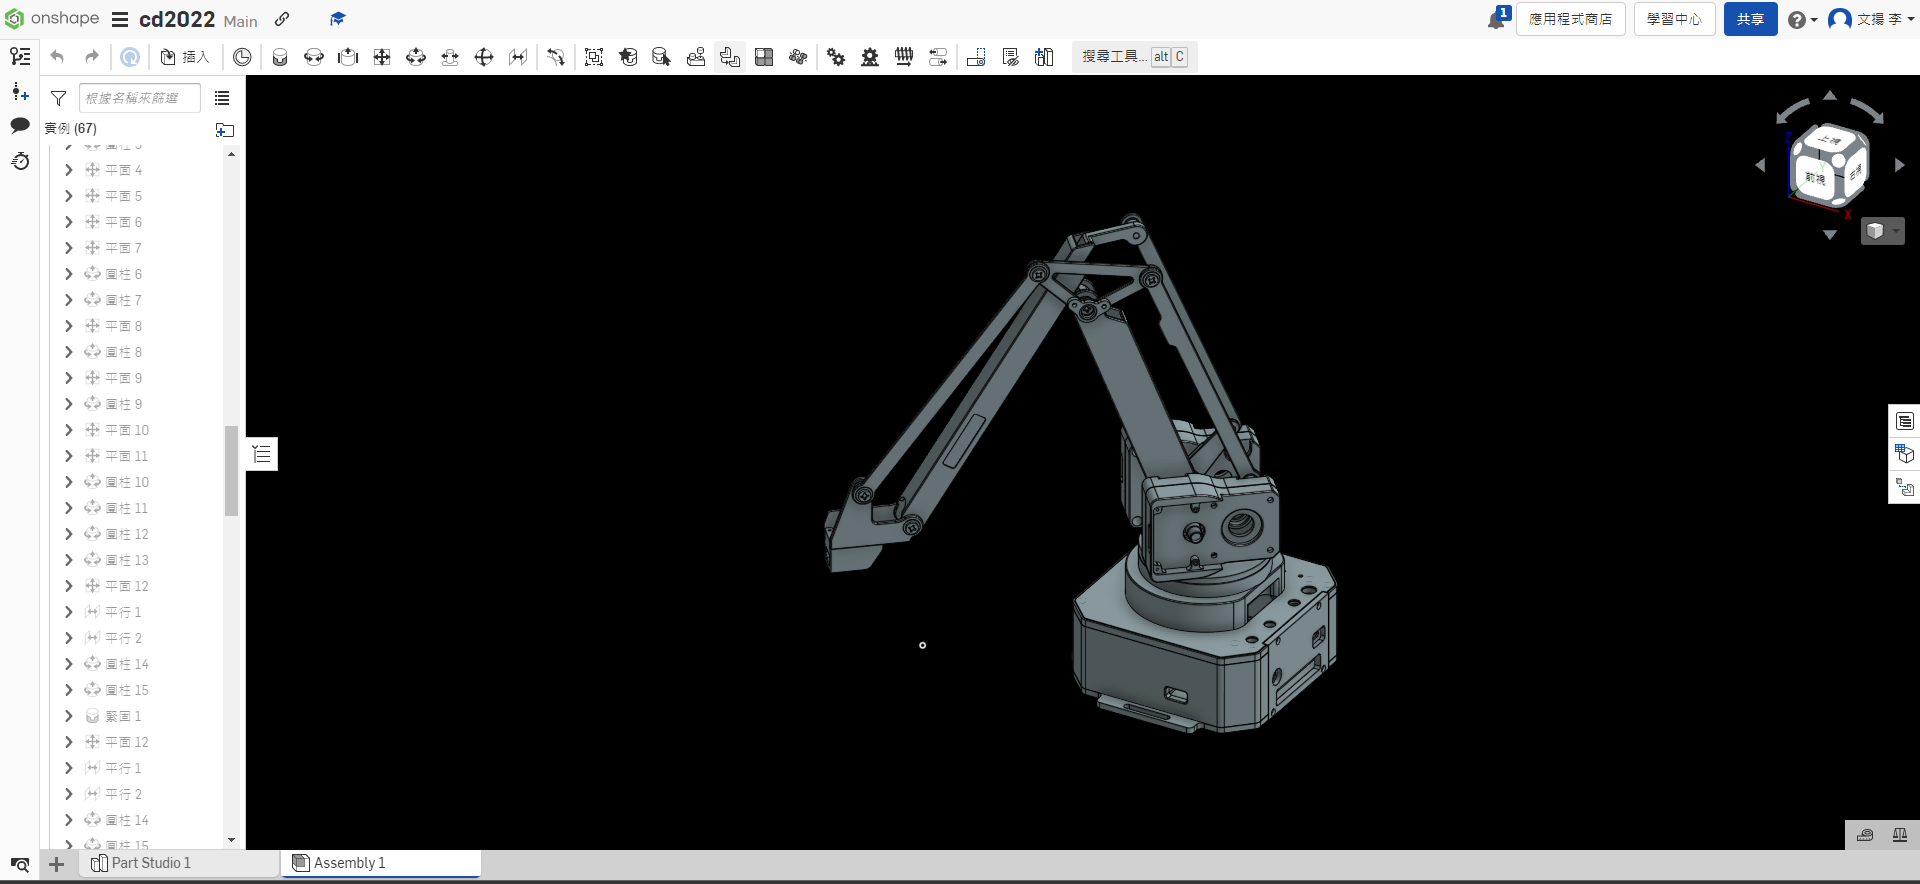 onshape cd2022 Main
1
應用程式商店
學習中心
共享
文揚 李
插入
搜尋工具... alt C
根據名稱來篩選
實例 (67)
平面 4
平面 5
平面 6
平面 7
圓柱 6
圓柱 7
平面 8
圓柱 8
平面 9
圓柱 9
平面 10
平面 11
圓柱 10
圓柱 11
圓柱 12
圓柱 13
平面 12
平行 1
平行 2
圓柱 14
圓柱 15
緊固 1
平面 12
平行 1
平行 2
圓柱 14
圓柱 15
上視
前視
右視
Z
Y
X
Part Studio 1
Assembly 1